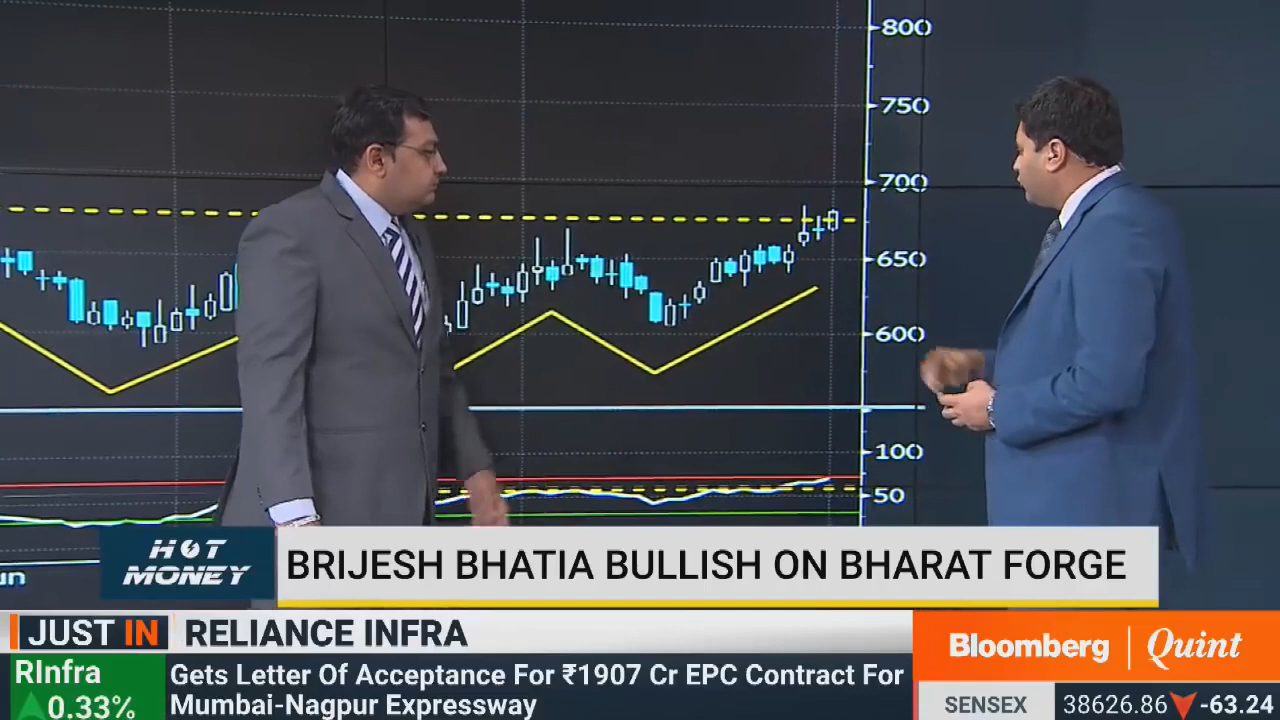 800
750
700
650
600
100
50
un
HOT
MONEY
BRIJESH BHATIA BULLISH ON BHARAT FORGE
JUST IN
RELIANCE INFRA
RInfra
0.33%
Gets Letter Of Acceptance For ₹1907 Cr EPC Contract For
Mumbai-Nagpur Expressway
Bloomberg | Quint
SENSEX 38626.86 -63.24